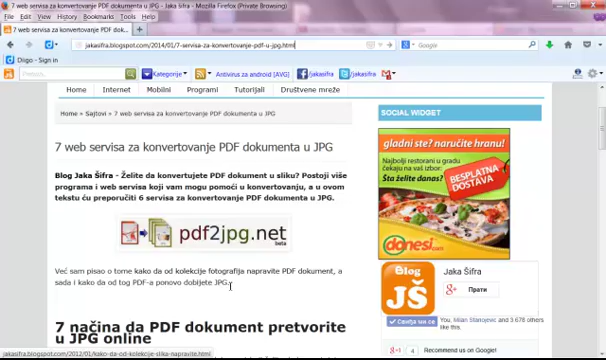 7 web servisa za konvertovanje PDF dokumenta u JPG - Jaka Šifra - Mozilla Firefox (Private Browsing)
File Edit View History Bookmarks Tools Help
7 web servisa za konvertovanje PDF dokumenta u J...
jakasifra.blogspot.com/2014/01/7-servisa-za-konvertovanje-pdf-u-jpg.html
Google
Diigo - Sign in
Kategorije
Antivirus za android [AVG]
/jakasifra
/jakasifra
Home Internet Mobilni Programi Tutorijali Društvene mreže
Home » Sajtovi » 7 web servisa za konvertovanje PDF dokumenta u JPG
SOCIAL WIDGET
7 web servisa za konvertovanje PDF dokumenta u JPG
Blog Jaka Šifra - Želite da konvertujete PDF dokument u sliku? Postoji više
programa i web servisa koji vam mogu pomoći u konvertovanju, a u ovom
tekstu ću preporučiti 6 servisa za konvertovanje PDF dokumenta u JPG.
pdf2jpg.net
beta
Već sam pisao o tome kako da od kolekcije fotografija napravite PDF dokument, a
sada i kako da od tog PDF-a ponovo dobijete JPG.
7 načina da PDF dokument pretvorite
u JPG online
gladni ste? naručite hranu!
Najbolji restorani u gradu
čekaju na vaš izbor.
Šta želite danas?
BESPLATNA
DOSTAVA
donesi.com
Blog
JŠ
Jaka Šifra
Прати
Свиђа ми се
You, Milan Stanojevic and 3 678 others
like this.
+1
4
Recommend us on Google!
jakasifra.blogspot.com/2012/01/kako-da-od-kolekcije-slika-napravite.html